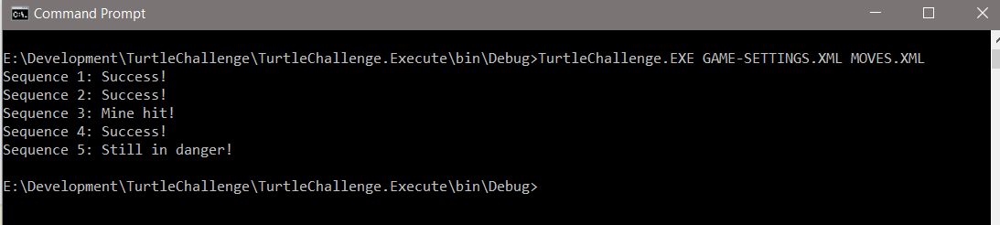 Command Prompt
E:\Development\TurtleChallenge\TurtleChallenge.Execute\bin\Debug>TurtleChallenge.EXE GAME-SETTINGS.XML MOVES.XML
Sequence 1: Success!
Sequence 2: Success!
Sequence 3: Mine hit!
Sequence 4: Success!
Sequence 5: Still in danger!
E:\Development\TurtleChallenge\TurtleChallenge.Execute\bin\Debug>